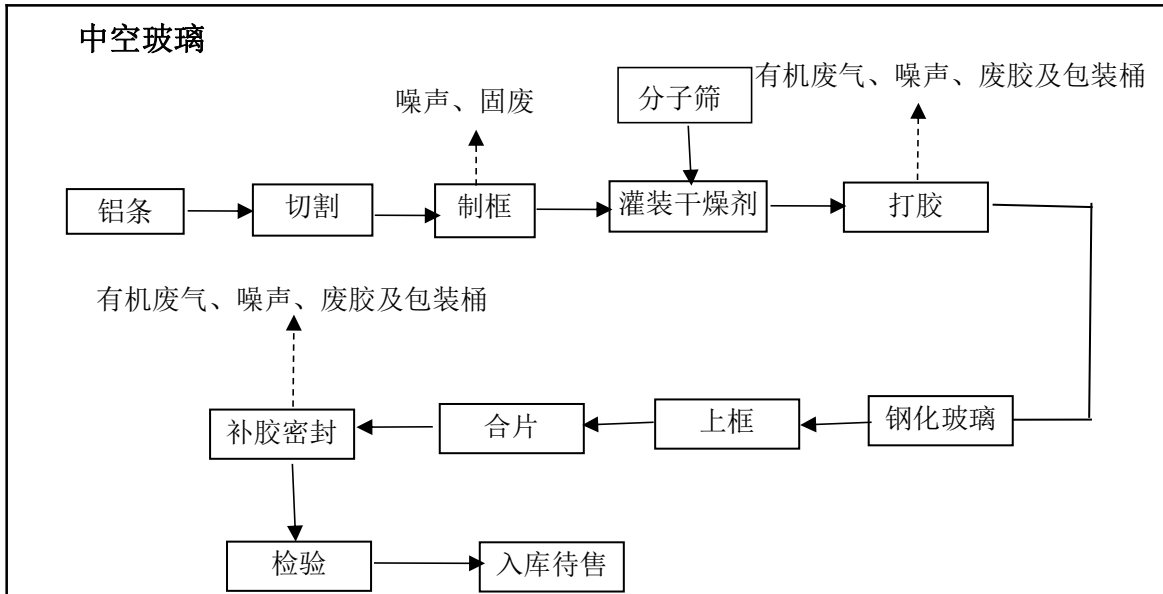 中空玻璃
有机废气、噪声、废胶及包装桶
噪声、固废
分子筛
铝条
切割
制框
灌装干燥剂
打胶
有机废气、噪声、废胶及包装桶
补胶密封
合片
上框
钢化玻璃
检验
入库待售